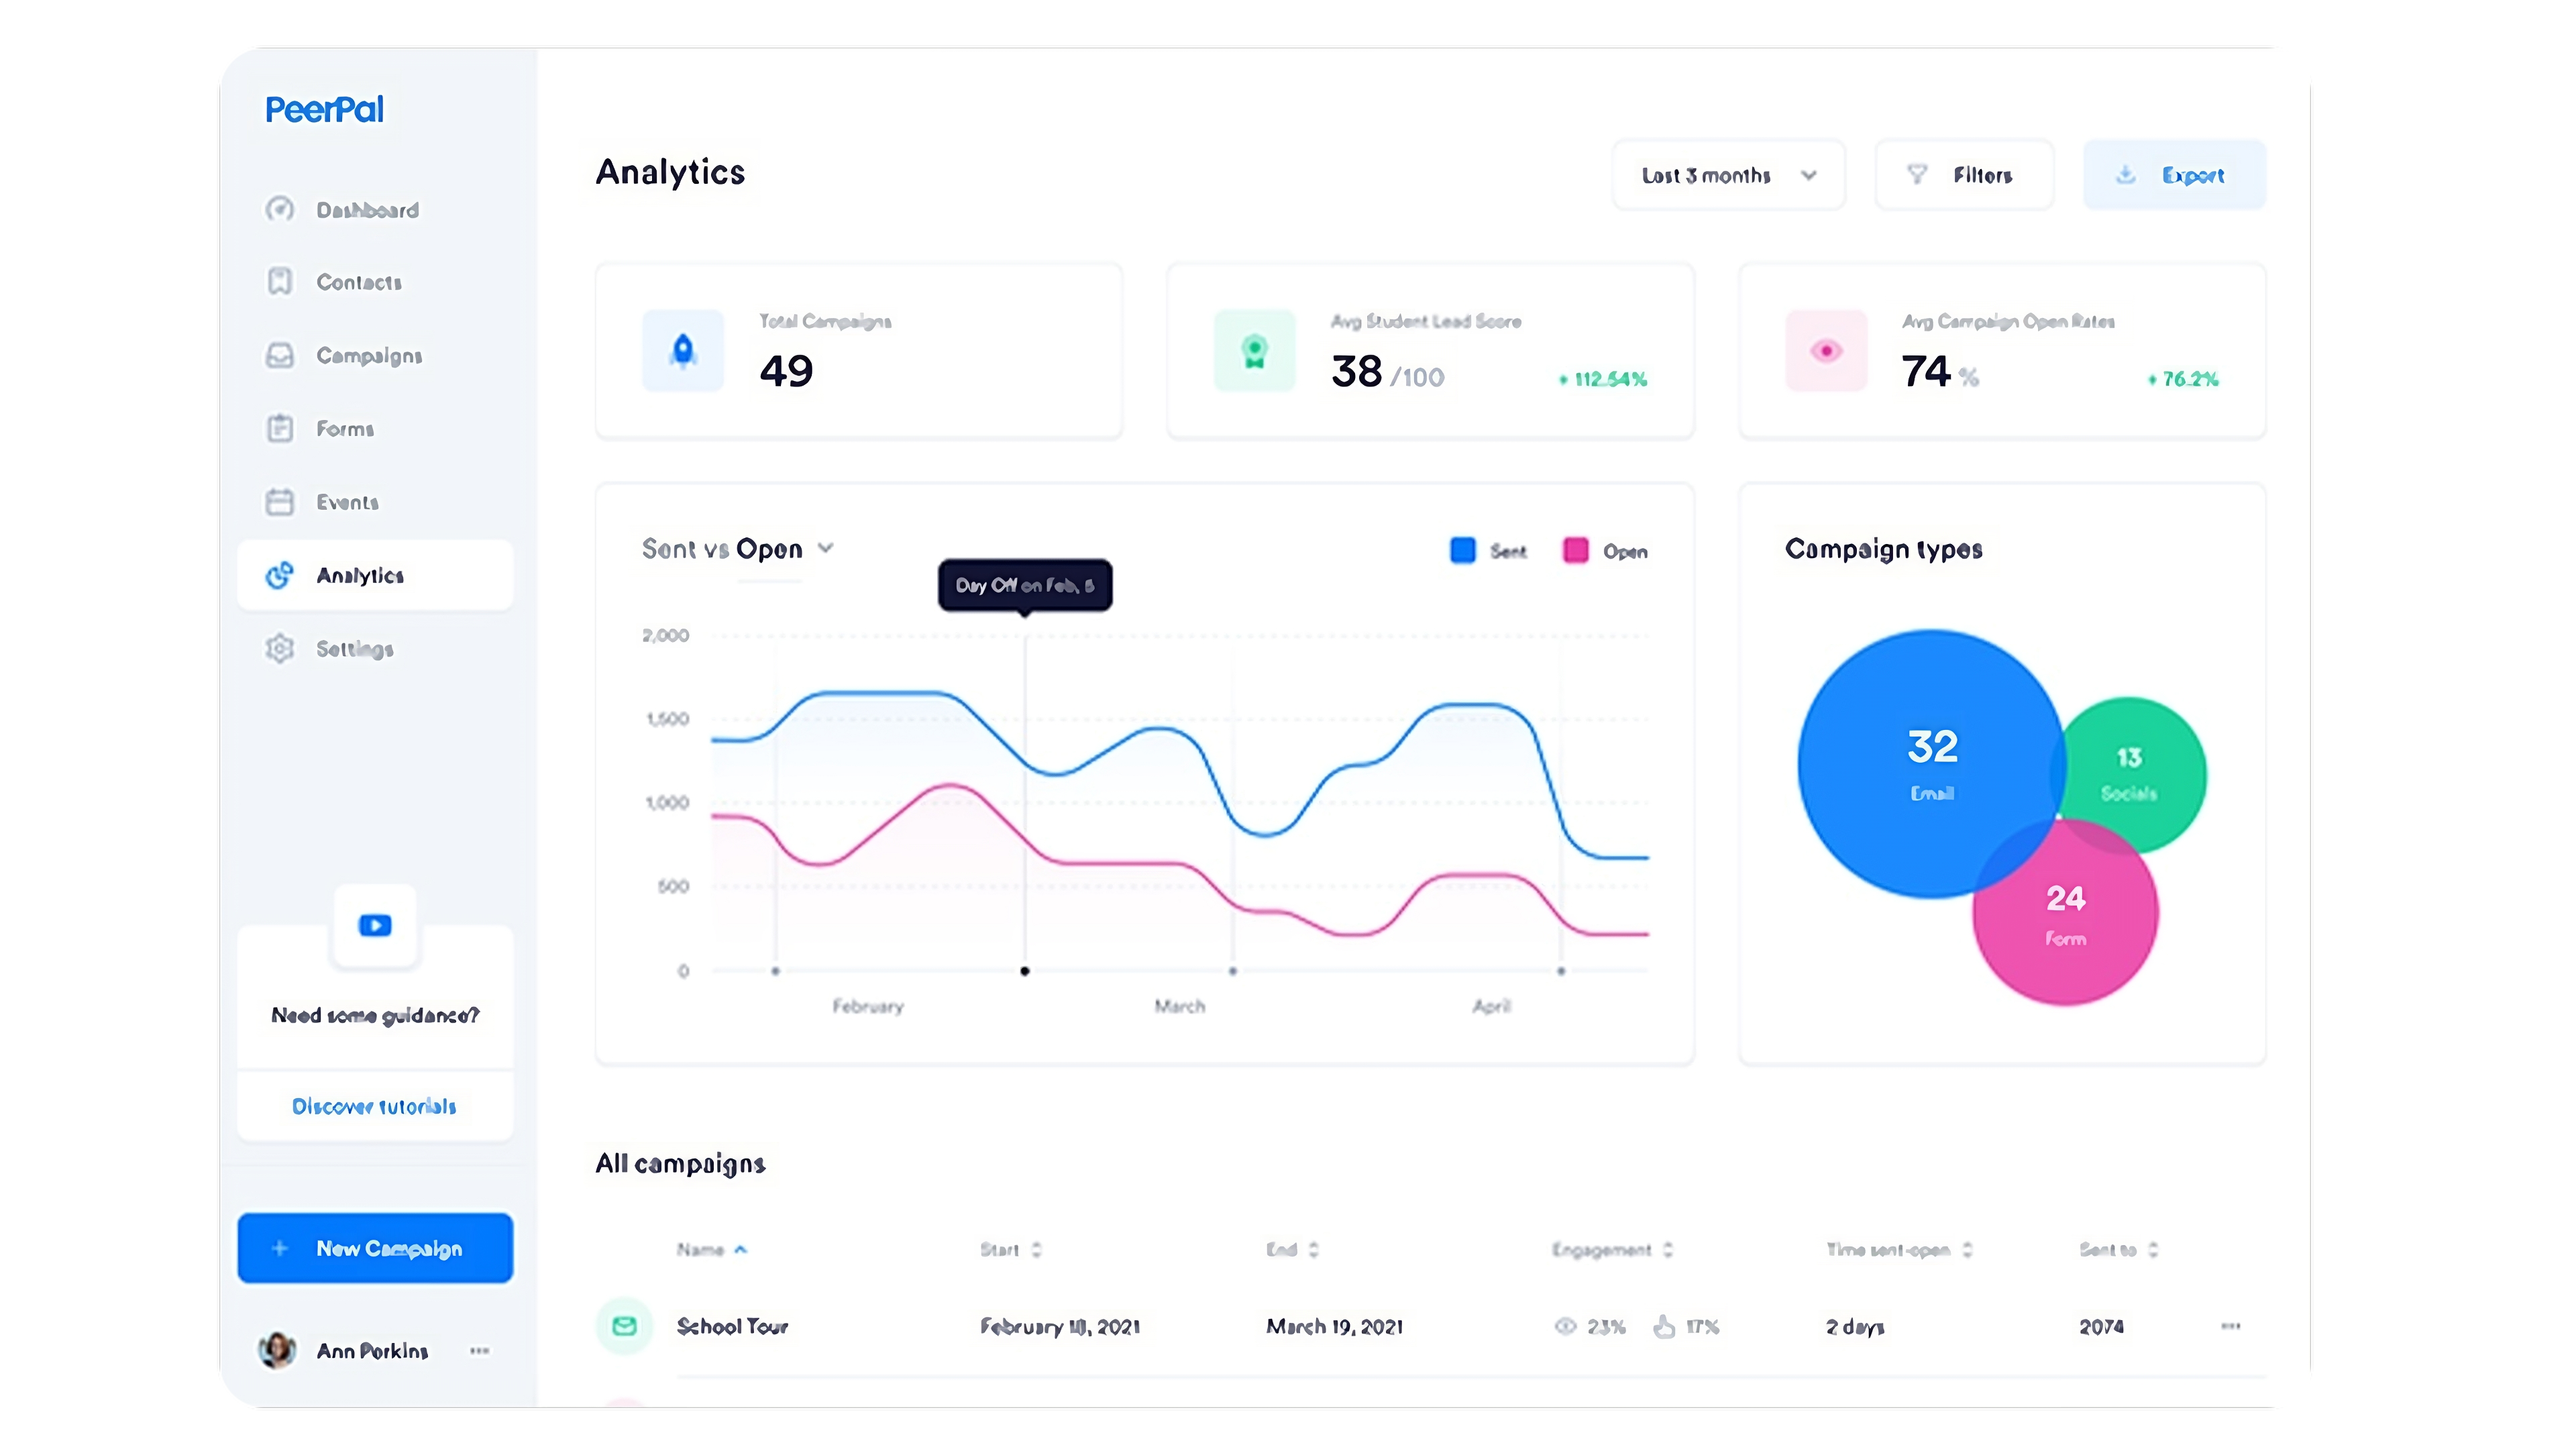 PeerPal
Dashboard
Contacts
Campaigns
Forms
Events
Analytics
Settings
Need some guidance?
Discover tutorials
+ New Campaign
Ann Perkins
Analytics
Last 3 months
Filters
Export
Total Campaigns
49
Avg Student Lead Score
38 /100
112.54%
Avg Campaign Open Rates
74 %
76.2%
Sent vs Open
Sent
Open
Day Off on Feb,
2,000
1,500
1,000
500
0
February
March
April
Campaign types
32
Email
13
Socials
24
Form
All campaigns
Name
Start
End
Engagement
Time sent-open
Sent to
School Tour
February 2021
March 19, 2021
23%
17%
2 days
2074